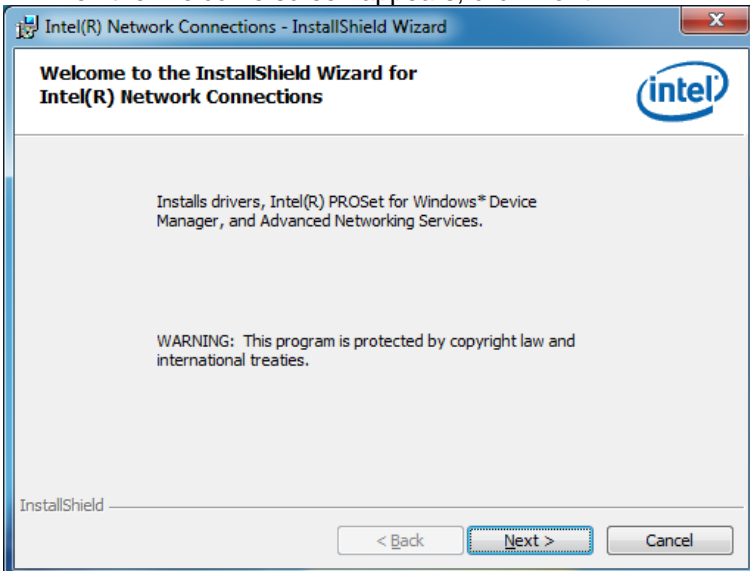 Intel(R) Network Connections - InstallShield Wizard
Welcome to the InstallShield Wizard for
Intel(R) Network Connections
intel
Installs drivers, Intel(R) PROSet for Windows* Device
Manager, and Advanced Networking Services.
WARNING: This program is protected by copyright law and
international treaties.
InstallShield
< Back
Next >
Cancel